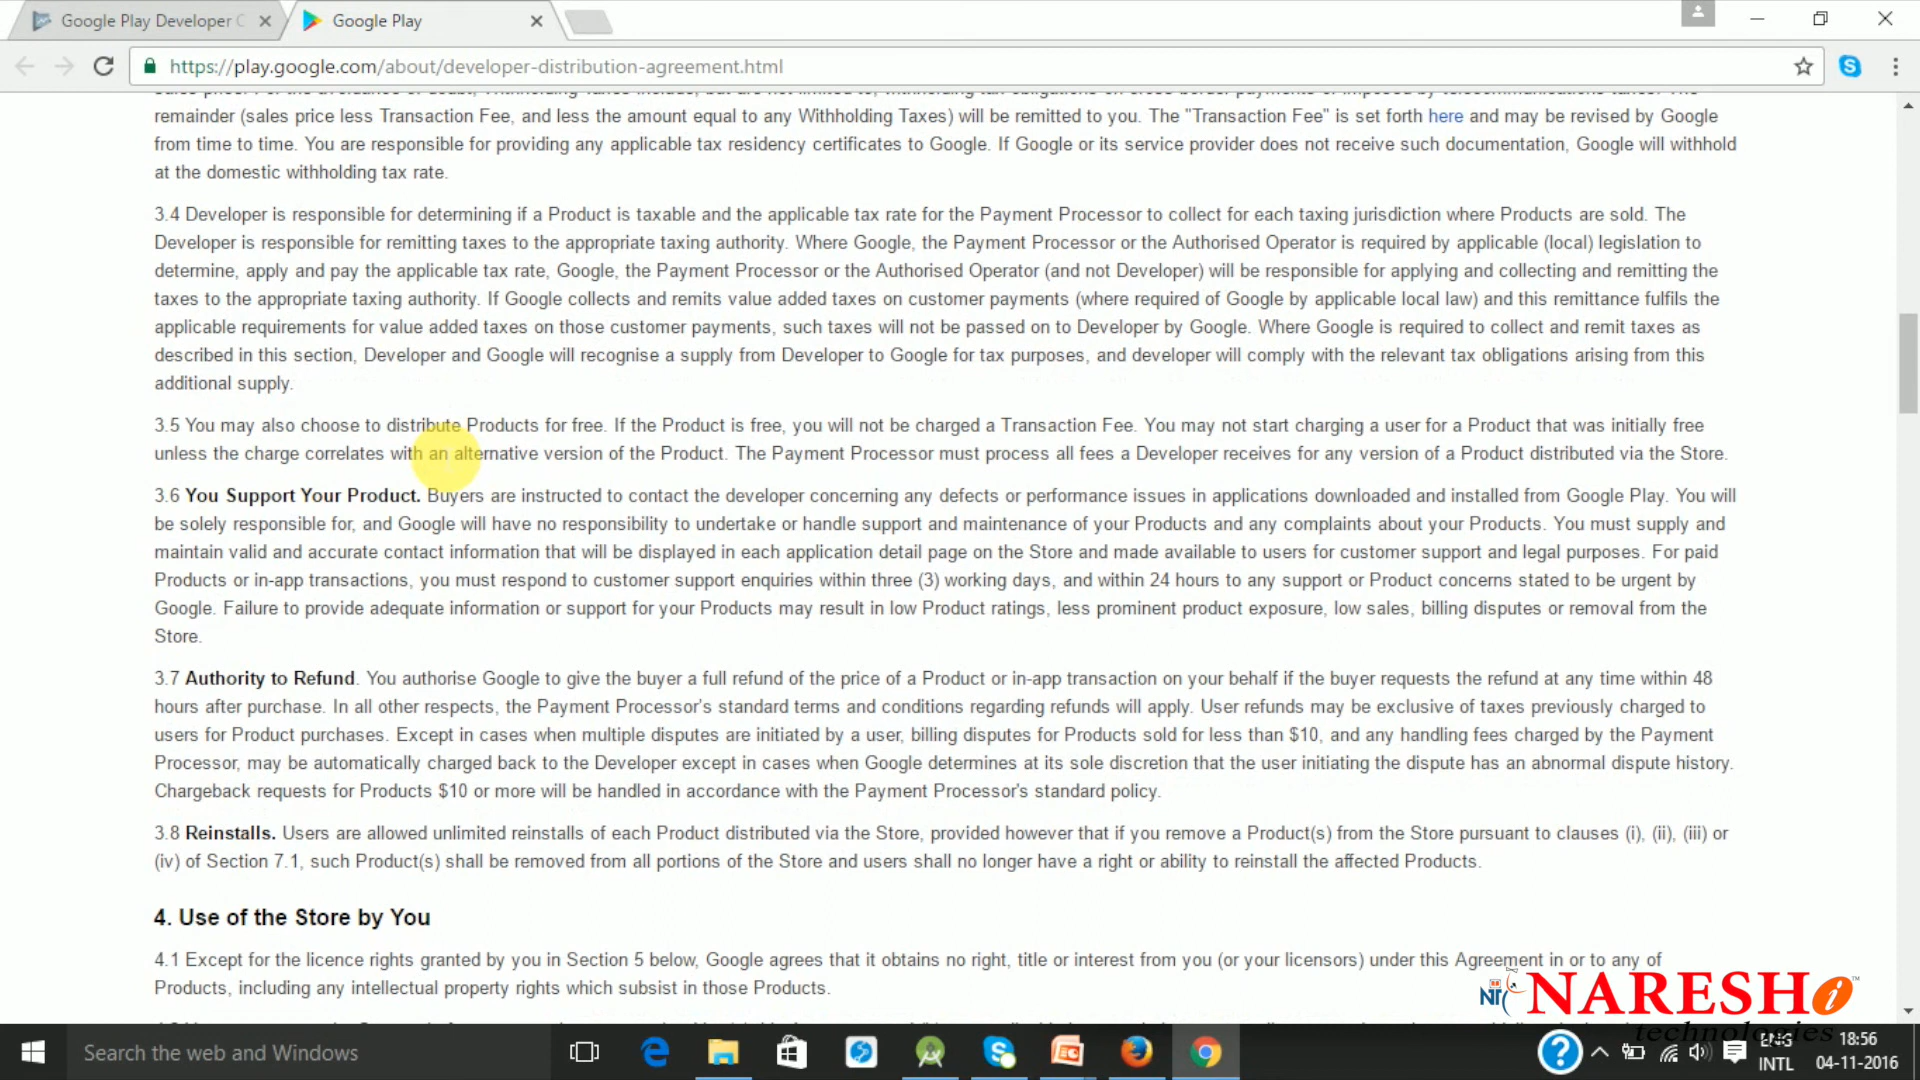 Google Play Developer C
Google Play
https://play.google.com/about/developer-distribution-agreement.html
remainder (sales price less Transaction Fee, and less the amount equal to any Withholding Taxes) will be remitted to you. The "Transaction Fee" is set forth here and may be revised by Google
from time to time. You are responsible for providing any applicable tax residency certificates to Google. If Google or its service provider does not receive such documentation, Google will withhold
at the domestic withholding tax rate.
3.4 Developer is responsible for determining if a Product is taxable and the applicable tax rate for the Payment Processor to collect for each taxing jurisdiction where Products are sold. The
Developer is responsible for remitting taxes to the appropriate taxing authority. Where Google, the Payment Processor or the Authorised Operator is required by applicable (local) legislation to
determine, apply and pay the applicable tax rate, Google, the Payment Processor or the Authorised Operator (and not Developer) will be responsible for applying and collecting and remitting the
taxes to the appropriate taxing authority. If Google collects and remits value added taxes on customer payments (where required of Google by applicable local law) and this remittance fulfils the
applicable requirements for value added taxes on those customer payments, such taxes will not be passed on to Developer by Google. Where Google is required to collect and remit taxes as
described in this section, Developer and Google will recognise a supply from Developer to Google for tax purposes, and developer will comply with the relevant tax obligations arising from this
additional supply.
3.5 You may also choose to distribute Products for free. If the Product is free, you will not be charged a Transaction Fee. You may not start charging a user for a Product that was initially free
unless the charge correlates with an alternative version of the Product. The Payment Processor must process all fees a Developer receives for any version of a Product distributed via the Store.
3.6 You Support Your Product. Buyers are instructed to contact the developer concerning any defects or performance issues in applications downloaded and installed from Google Play. You will
be solely responsible for, and Google will have no responsibility to undertake or handle support and maintenance of your Products and any complaints about your Products. You must supply and
maintain valid and accurate contact information that will be displayed in each application detail page on the Store and made available to users for customer support and legal purposes. For paid
Products or in-app transactions, you must respond to customer support enquiries within three (3) working days, and within 24 hours to any support or Product concerns stated to be urgent by
Google. Failure to provide adequate information or support for your Products may result in low Product ratings, less prominent product exposure, low sales, billing disputes or removal from the
Store.
3.7 Authority to Refund. You authorise Google to give the buyer a full refund of the price of a Product or in-app transaction on your behalf if the buyer requests the refund at any time within 48
hours after purchase. In all other respects, the Payment Processor's standard terms and conditions regarding refunds will apply. User refunds may be exclusive of taxes previously charged to
users for Product purchases. Except in cases when multiple disputes are initiated by a user, billing disputes for Products sold for less than $10, and any handling fees charged by the Payment
Processor, may be automatically charged back to the Developer except in cases when Google determines at its sole discretion that the user initiating the dispute has an abnormal dispute history.
Chargeback requests for Products $10 or more will be handled in accordance with the Payment Processor's standard policy.
3.8 Reinstalls. Users are allowed unlimited reinstalls of each Product distributed via the Store, provided however that if you remove a Product(s) from the Store pursuant to clauses (i), (ii), (iii) or
(iv) of Section 7.1, such Product(s) shall be removed from all portions of the Store and users shall no longer have a right or ability to reinstall the affected Products.
4. Use of the Store by You
4.1 Except for the licence rights granted by you in Section 5 below, Google agrees that it obtains no right, title or interest from you (or your licensors) under this Agreement in or to any of
Products, including any intellectual property rights which subsist in those Products.
NARESH i
technologies
Search the web and Windows
ENG
INTL
18:56
04-11-2016